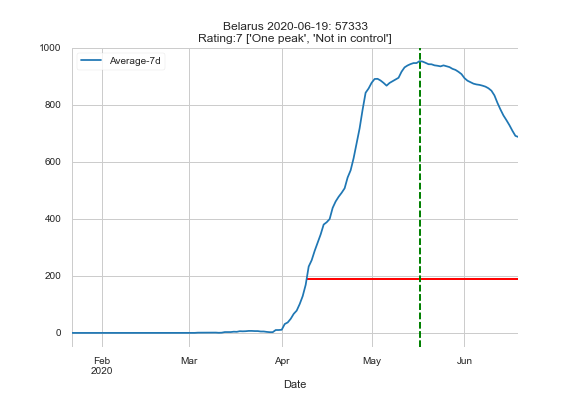 Belarus 2020-06-19: 57333
Rating:7 ['One peak', 'Not in control']
Average-7d
1000
800
600
400
200
0
Feb
2020
Mar
Apr
May
Jun
Date